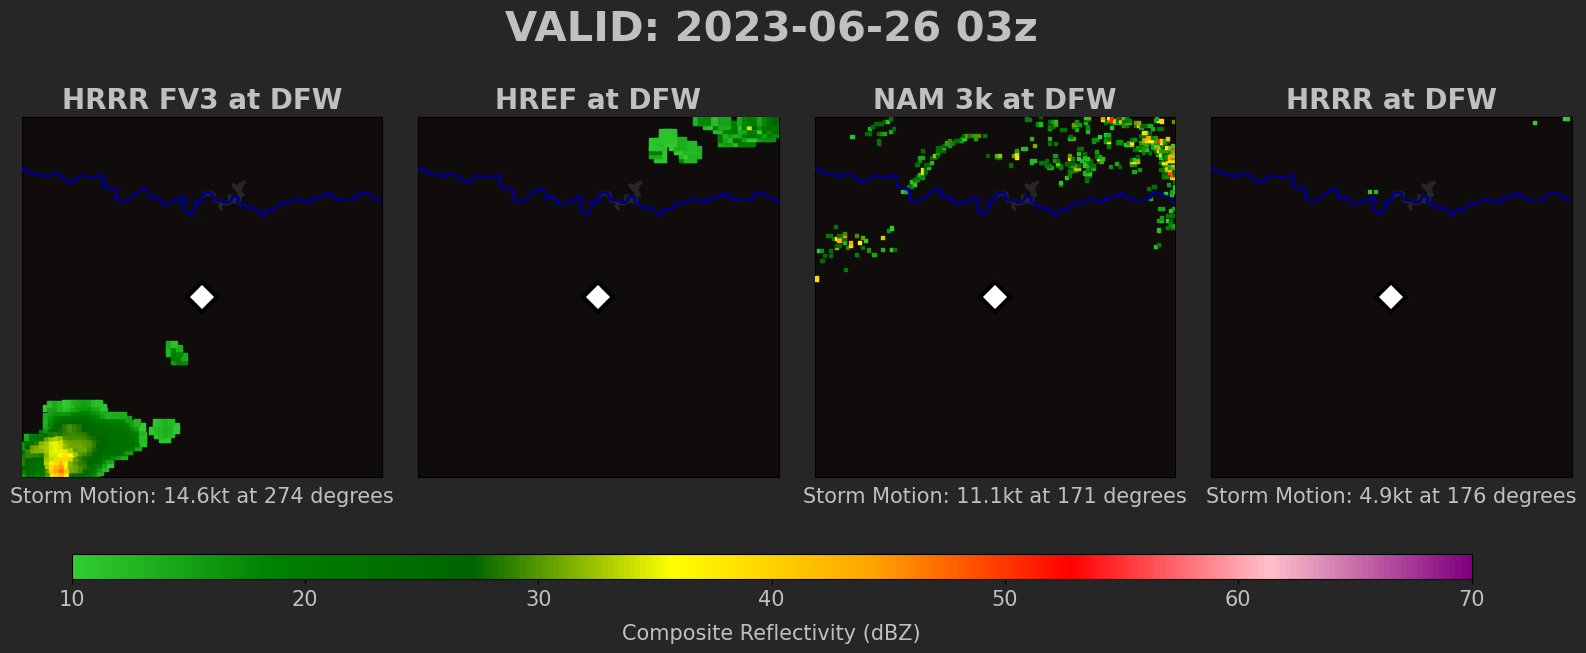 VALID: 2023-06-26 03z
HRRR FV3 at DFW
HREF at DFW
NAM 3k at DFW
HRRR at DFW
Storm Motion: 14.6kt at 274 degrees
Storm Motion: 11.1kt at 171 degrees
Storm Motion: 4.9kt at 176 degrees
10 20 30 40 50 60 70
Composite Reflectivity (dBZ)